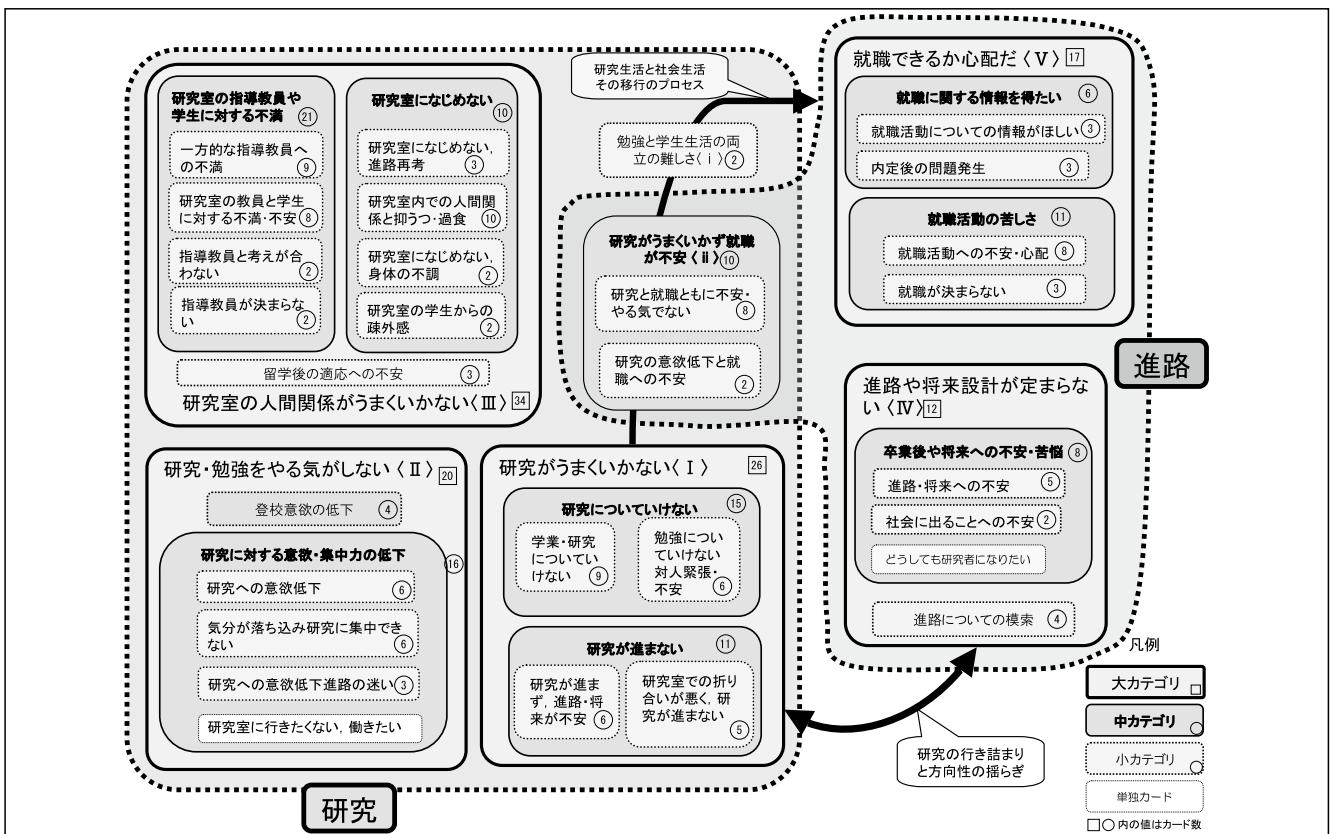 研究室の指導教員や
学生に対する不満 21
一方的な指導教員へ
の不満 9
研究室の教員と学生
に対する不満・不安 8
指導教員と考えが合
わない 2
指導教員が決まらな
い 2
研究室になじめない 10
研究室になじめない,
進路再考 3
研究室内での人間関
係と抑うつ・過食 10
研究室になじめない,
身体の不調 2
研究室の学生からの
疎外感 2
留学後の適応への不安 3
研究室の人間関係がうまくいかない〈Ⅲ〉 34
研究生活と社会生活
その移行のプロセス
勉強と学生生活の両
立の難しさ〈ⅰ〉 2
研究がうまくいかず就職
が不安〈ⅱ〉 10
研究と就職ともに不安・
やる気でない 8
研究の意欲低下と就
職への不安 2
就職できるか心配だ〈Ⅴ〉 17
就職に関する情報を得たい 6
就職活動についての情報がほしい 3
内定後の問題発生 3
就職活動の苦しさ 11
就職活動への不安・心配 8
就職が決まらない 3
進路
進路や将来設計が定まらな
い〈Ⅳ〉 12
卒業後や将来への不安・苦悩 8
進路・将来への不安 5
社会に出ることへの不安 2
どうしても研究者になりたい
進路についての模索 4
研究・勉強をやる気がしない〈Ⅱ〉 20
登校意欲の低下 4
研究に対する意欲・集中力の低下 16
研究への意欲低下 6
気分が落ち込み研究に集中でき
ない 6
研究への意欲低下進路の迷い 3
研究室に行きたくない, 働きたい
研究がうまくいかない〈Ⅰ〉 26
研究についていけない 15
学業・研究
についてい
けない 9
勉強につい
ていけない
対人緊張・
不安 6
研究が進まない 11
研究が進ま
ず, 進路・将
来が不安 6
研究室での折り
合いが悪く, 研
究が進まない 5
研究の行き詰まり
と方向性の揺らぎ
研究
凡例
大カテゴリ □
中カテゴリ ○
小カテゴリ ○
単独カード
□○内の値はカード数